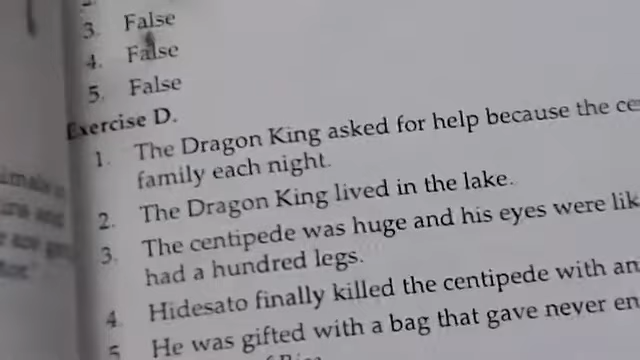 3. False
4. False
5. False
Exercise D.
1. The Dragon King asked for help because the ce
family each night.
2. The Dragon King lived in the lake.
3. The centipede was huge and his eyes were lik
had a hundred legs.
4. Hidesato finally killed the centipede with an
5. He was gifted with a bag that gave never en